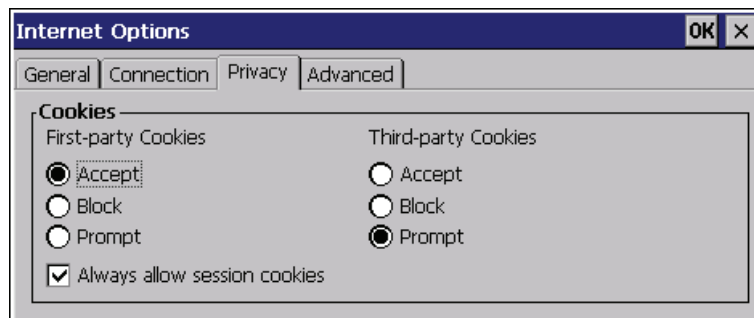 Internet Options OK ×
General Connection Privacy Advanced
Cookies
First-party Cookies Third-party Cookies
Accept Accept
Block Block
Prompt Prompt
Always allow session cookies